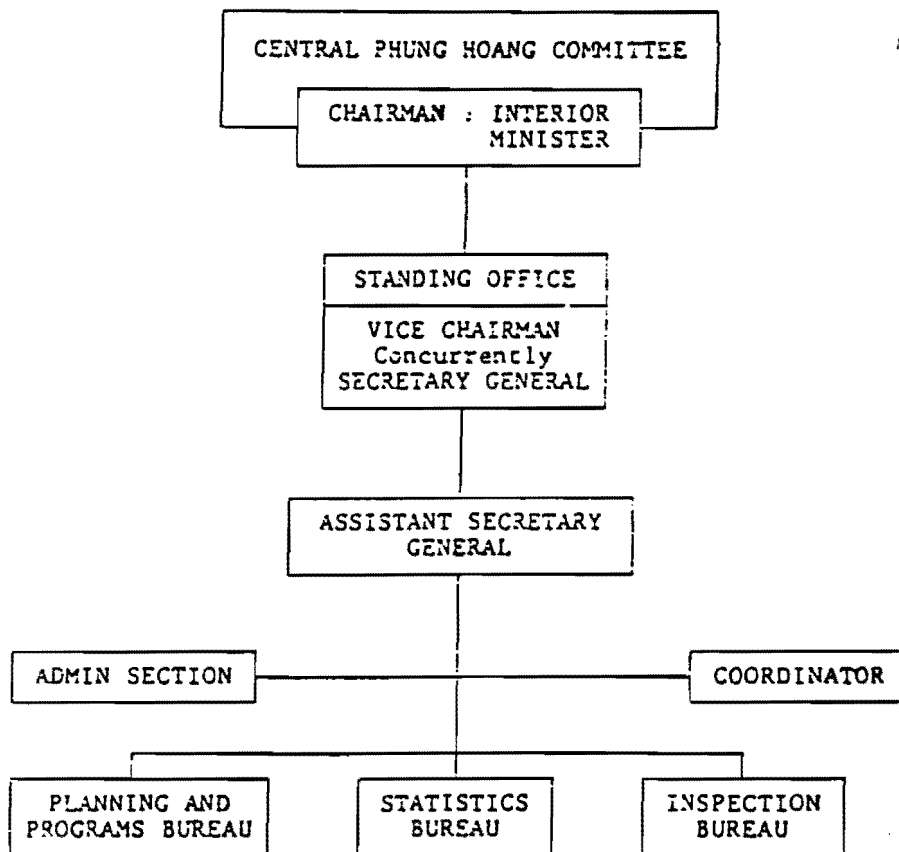 CENTRAL PHUNG HOANG COMMITTEE
CHAIRMAN : INTERIOR
MINISTER
STANDING OFFICE
VICE CHAIRMAN
Concurrently
SECRETARY GENERAL
ASSISTANT SECRETARY
GENERAL
ADMIN SECTION
COORDINATOR
PLANNING AND
PROGRAMS BUREAU
STATISTICS
BUREAU
INSPECTION
BUREAU